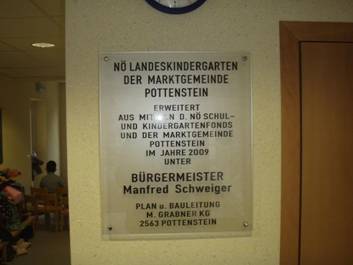 NÖ LANDESKINDERGARTEN
DER MARKTGEMEINDE
POTTENSTEIN
ERWEITERT
AUS MITTELN D. NÖ SCHUL-
UND KINDERGARTENFONDS
UND DER MARKTGEMEINDE
POTTENSTEIN
IM JAHRE 2009
UNTER
BÜRGERMEISTER
Manfred Schweiger
PLAN u. BAULEITUNG
M. GRABNER KG
2563 POTTENSTEIN